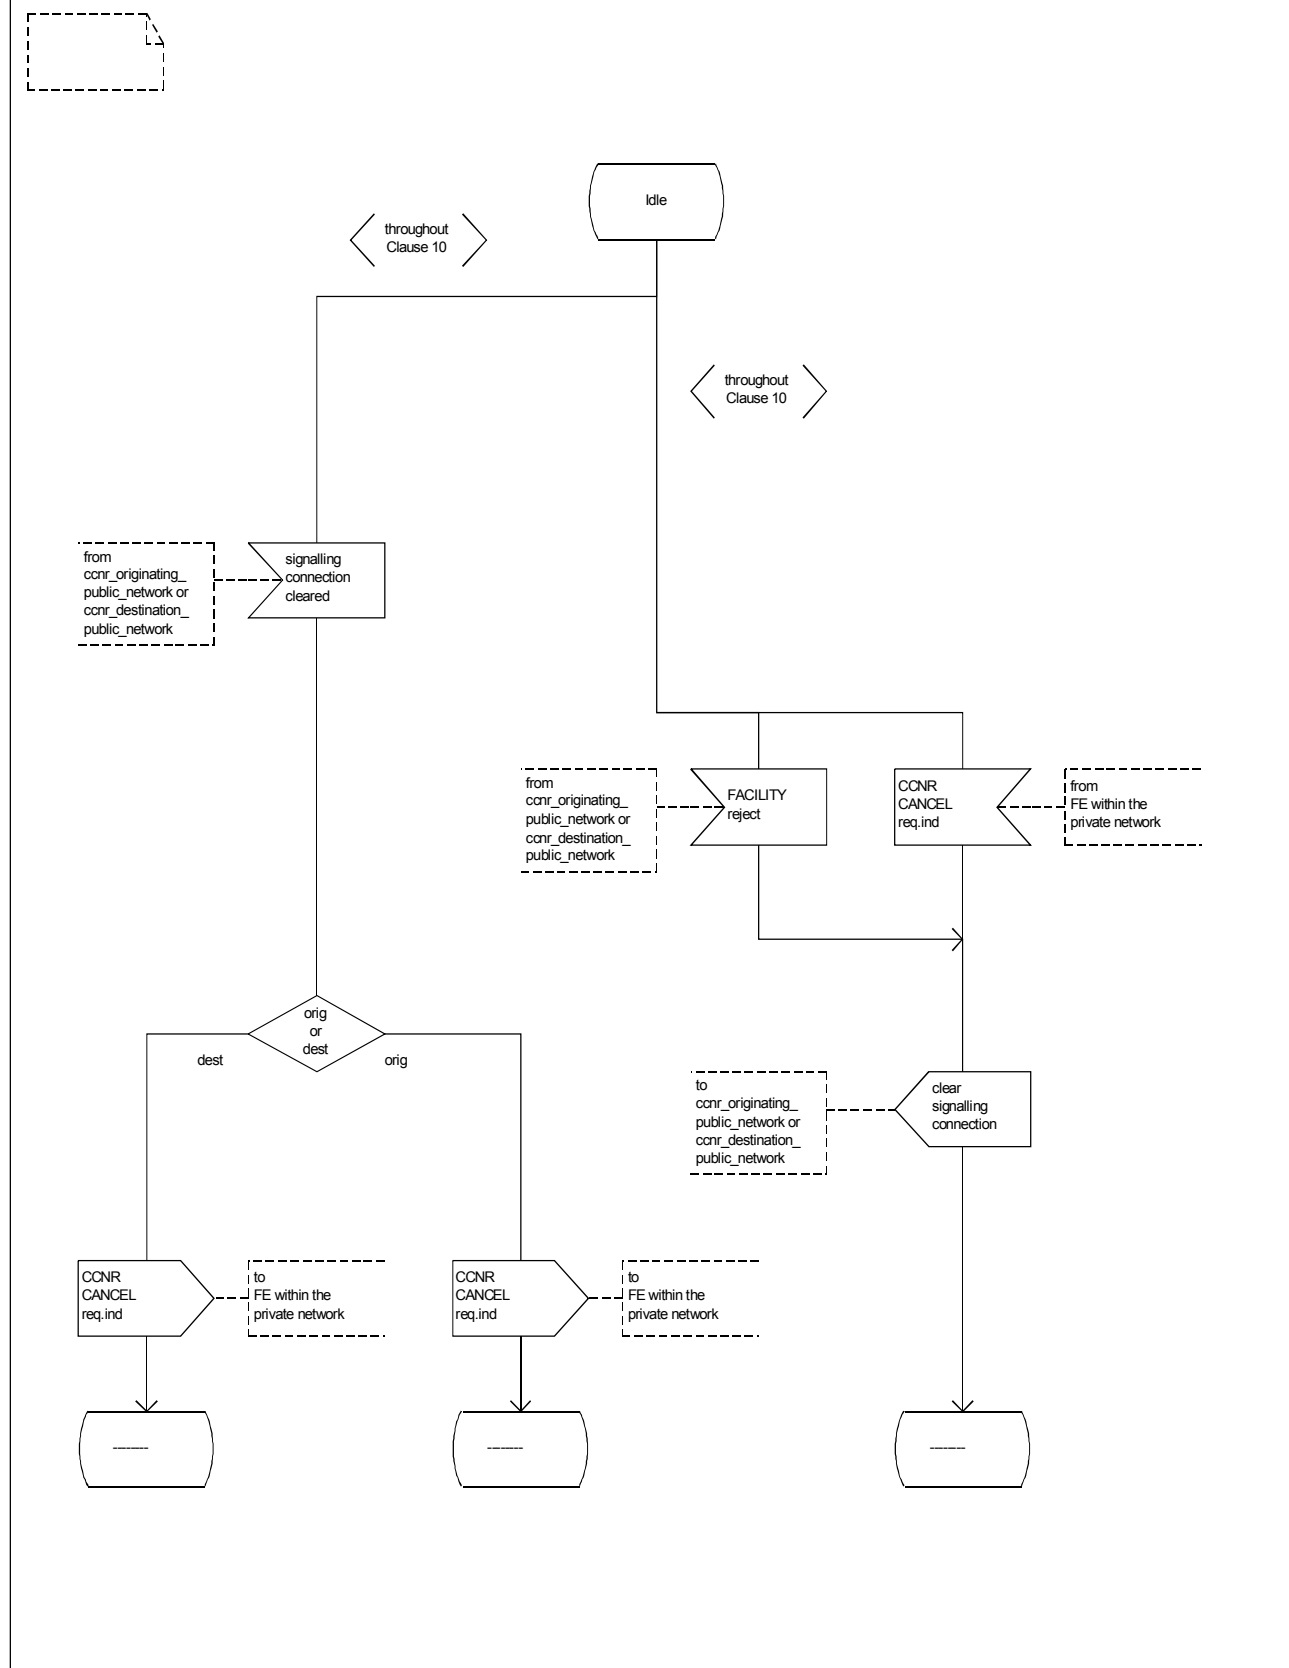 Idle
throughout
Clause 10
throughout
Clause 10
from
ccnr_originating_
public_network or
ccnr_destination_
public_network
signalling
connection
cleared
from
ccnr_originating_
public_network or
ccnr_destination_
public_network
FACILITY
reject
CCNR
CANCEL
req.ind
from
FE within the
private network
orig
or
dest
dest
orig
to
ccnr_originating_
public_network or
ccnr_destination_
public_network
clear
signalling
connection
CCNR
CANCEL
req.ind
to
FE within the
private network
CCNR
CANCEL
req.ind
to
FE within the
private network
--------
--------
--------